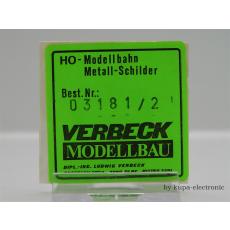 HO-Modellbahn
Metall-Schilder
Best.Nr.:
03181/2
VERBECK
MODELLBAU
DIPL.-ING. LUDWIG VERBECK
by kupa-electronic